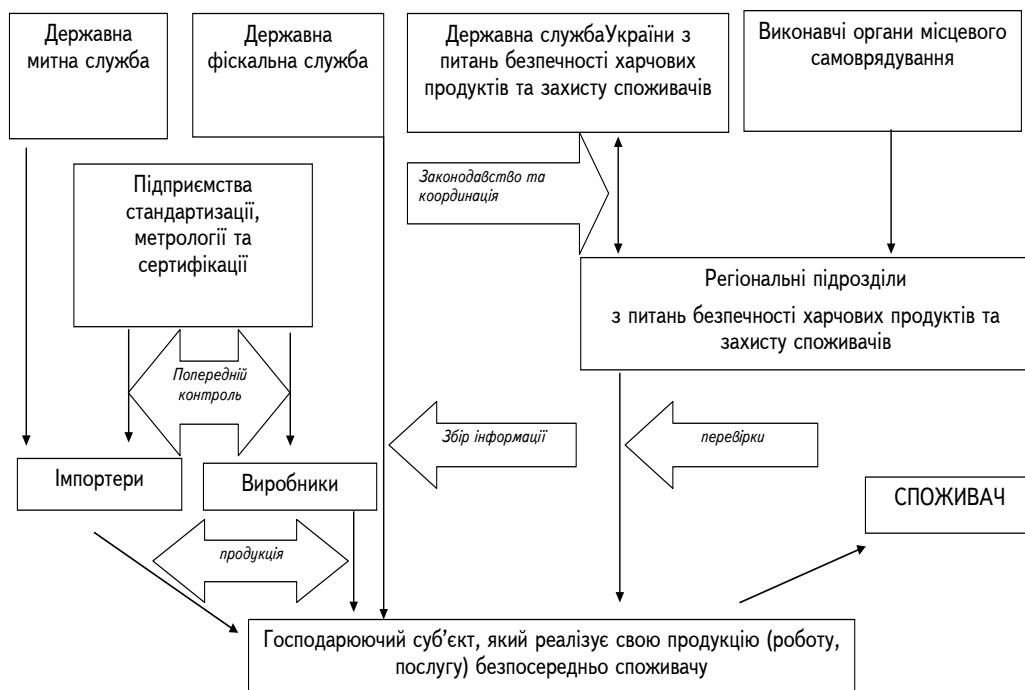 Державна
митна служба
Державна
фіскальна служба
Державна службаУкраїни з
питань безпечності харчових
продуктів та захисту споживачів
Виконавчі органи місцевого
самоврядування
Законодавство та
координація
Підприємства
стандартизації,
метрології та
сертифікації
Регіональні підрозділи
з питань безпечності харчових продуктів та
захисту споживачів
Попередній
контроль
Збір інформації
перевірки
Імпортери
Виробники
СПОЖИВАЧ
продукція
Господарюючий суб’єкт, який реалізує свою продукцію (роботу,
послугу) безпосередньо споживачу